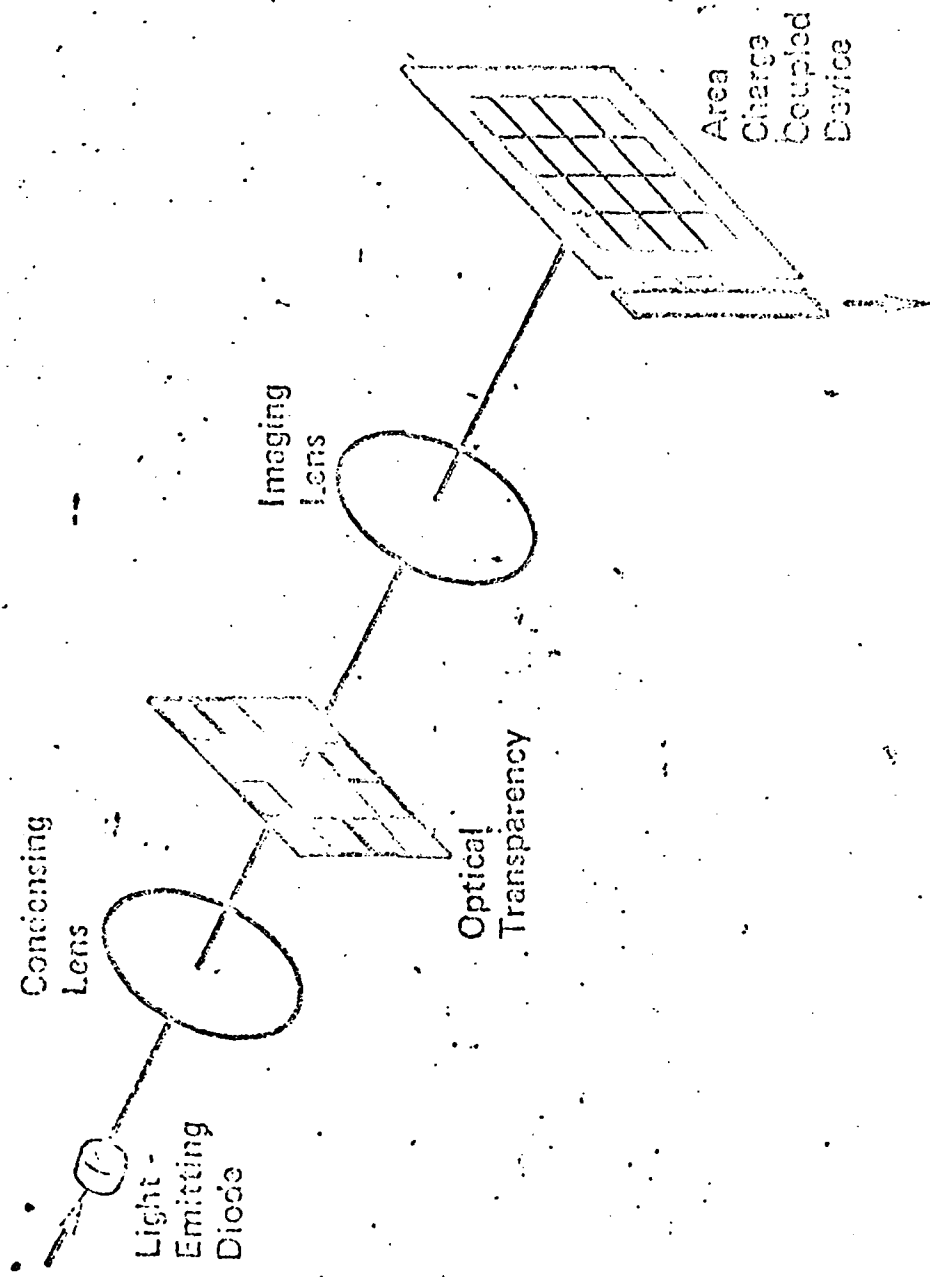 Light -
Emitting
Diode
Condensing
Lens
Optical
Transparency
Imaging
Lens
Area
Charge
Coupled
Device